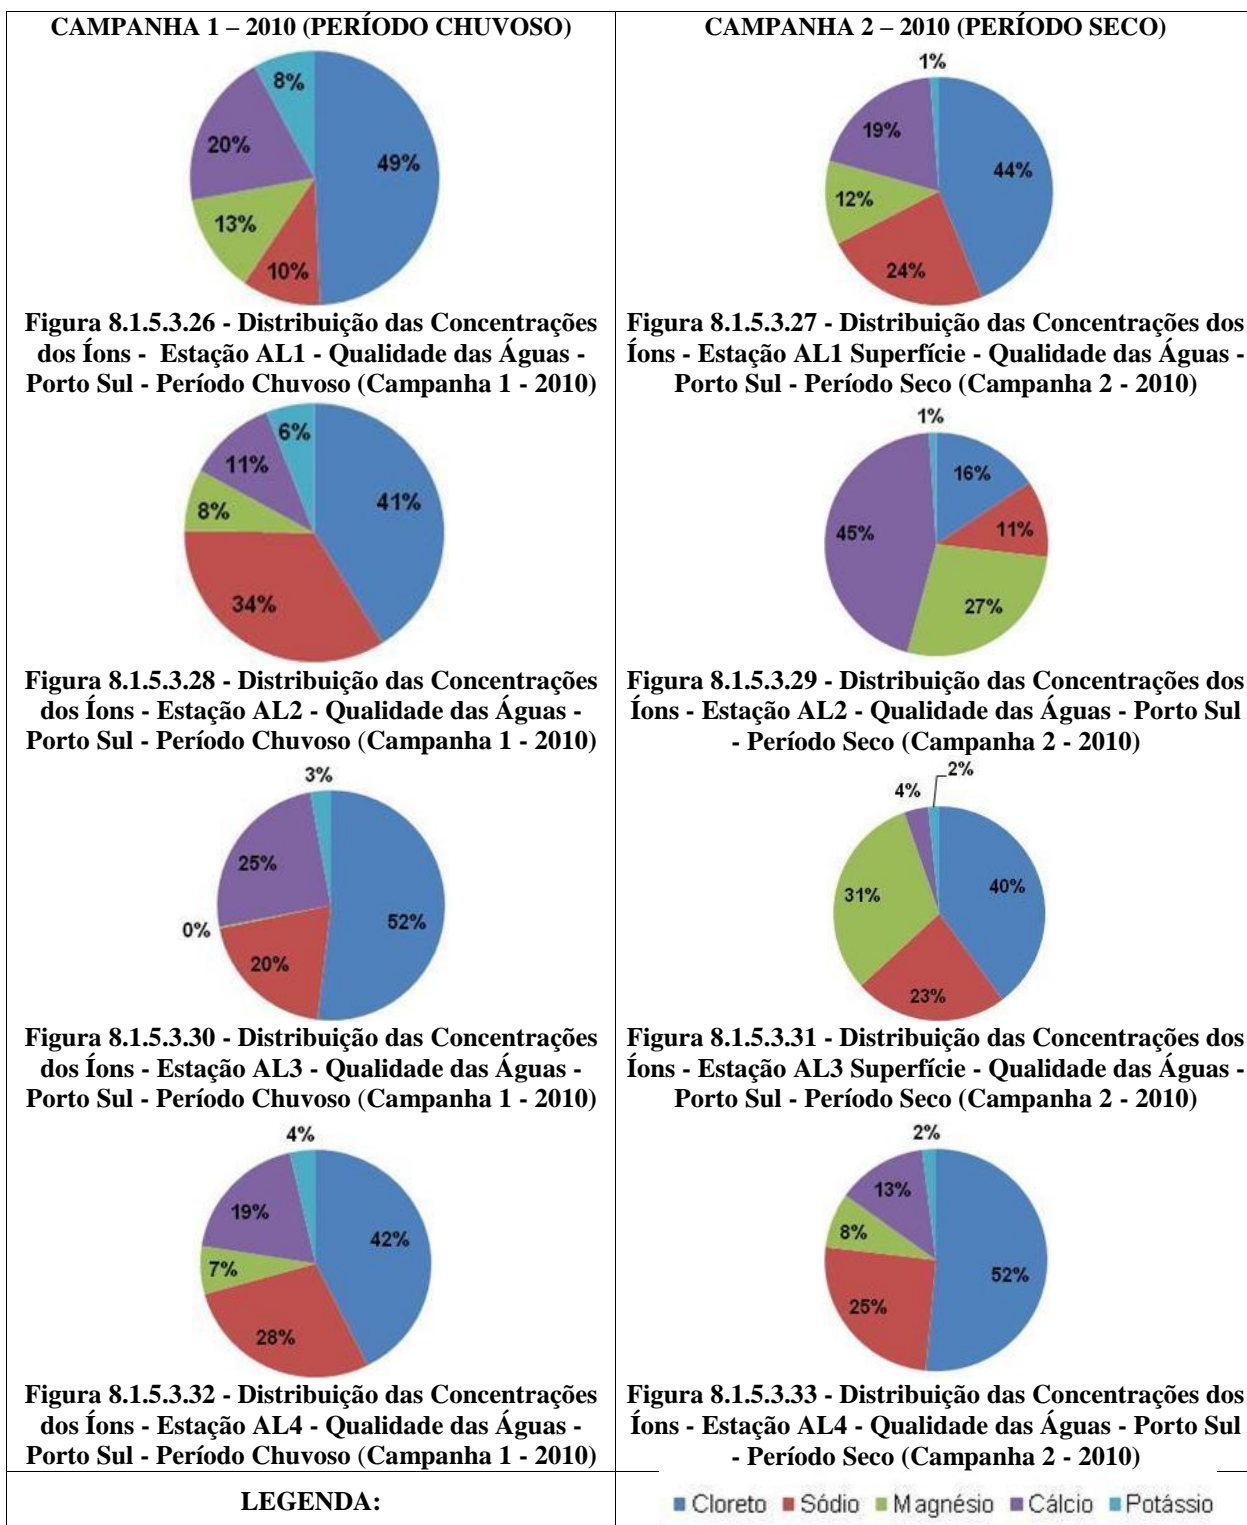 CAMPANHA 1 – 2010 (PERÍODO CHUVOSO)
CAMPANHA 2 – 2010 (PERÍODO SECO)
8%
20%
49%
13%
10%
1%
19%
44%
12%
24%
Figura 8.1.5.3.26 - Distribuição das Concentrações
dos Íons - Estação AL1 - Qualidade das Águas -
Porto Sul - Período Chuvoso (Campanha 1 - 2010)
Figura 8.1.5.3.27 - Distribuição das Concentrações dos
Íons - Estação AL1 Superfície - Qualidade das Águas -
Porto Sul - Período Seco (Campanha 2 - 2010)
6%
11%
41%
8%
34%
1%
16%
45%
11%
27%
Figura 8.1.5.3.28 - Distribuição das Concentrações
dos Íons - Estação AL2 - Qualidade das Águas -
Porto Sul - Período Chuvoso (Campanha 1 - 2010)
Figura 8.1.5.3.29 - Distribuição das Concentrações dos
Íons - Estação AL2 - Qualidade das Águas - Porto Sul
- Período Seco (Campanha 2 - 2010)
3%
25%
52%
0%
20%
2%
4%
40%
31%
23%
Figura 8.1.5.3.30 - Distribuição das Concentrações
dos Íons - Estação AL3 - Qualidade das Águas -
Porto Sul - Período Chuvoso (Campanha 1 - 2010)
Figura 8.1.5.3.31 - Distribuição das Concentrações dos
Íons - Estação AL3 Superfície - Qualidade das Águas -
Porto Sul - Período Seco (Campanha 2 - 2010)
4%
19%
42%
7%
28%
2%
13%
8%
52%
25%
Figura 8.1.5.3.32 - Distribuição das Concentrações
dos Íons - Estação AL4 - Qualidade das Águas -
Porto Sul - Período Chuvoso (Campanha 1 - 2010)
Figura 8.1.5.3.33 - Distribuição das Concentrações dos
Íons - Estação AL4 - Qualidade das Águas - Porto Sul
- Período Seco (Campanha 2 - 2010)
LEGENDA:
Cloreto Sódio Magnésio Cálcio Potássio